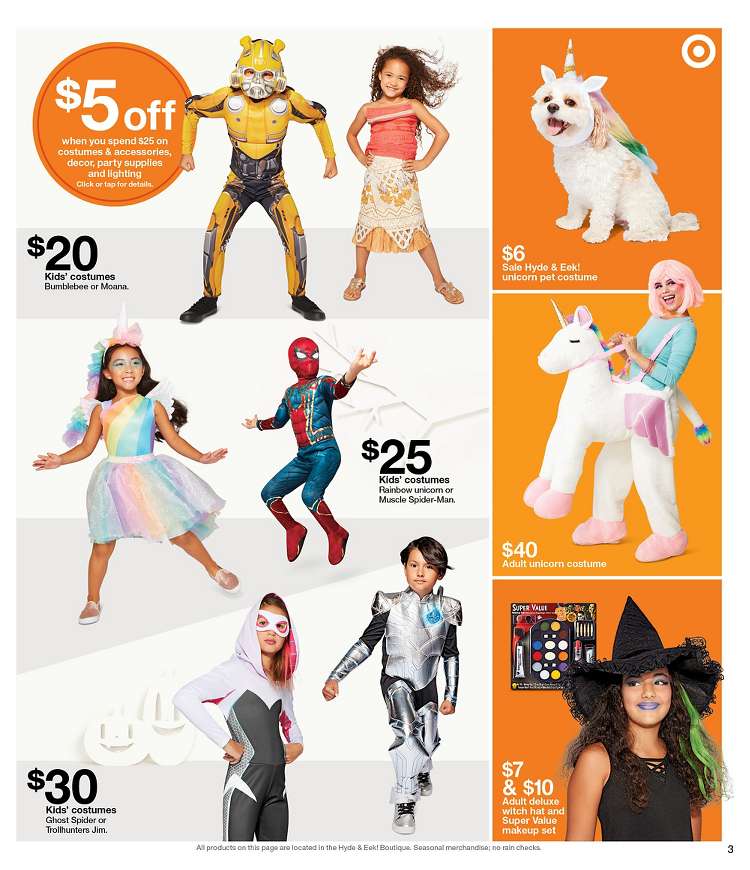 $5 off
when you spend $25 on
costumes & accessories,
decor, party supplies
and lighting
Click or tap for details.
$20
Kids' costumes
Bumblebee or Moana.
$6
Sale Hyde & Eek!
unicorn pet costume
$25
Kids' costumes
Rainbow unicorn or
Muscle Spider-Man.
$40
Adult unicorn costume
$30
Kids' costumes
Ghost Spider or
Trollhunters Jim.
SUPER VALUE
$7
& $10
Adult deluxe
witch hat and
Super Value
makeup set
All products on this page are located in the Hyde & Eek! Boutique. Seasonal merchandise; no rain checks.
3